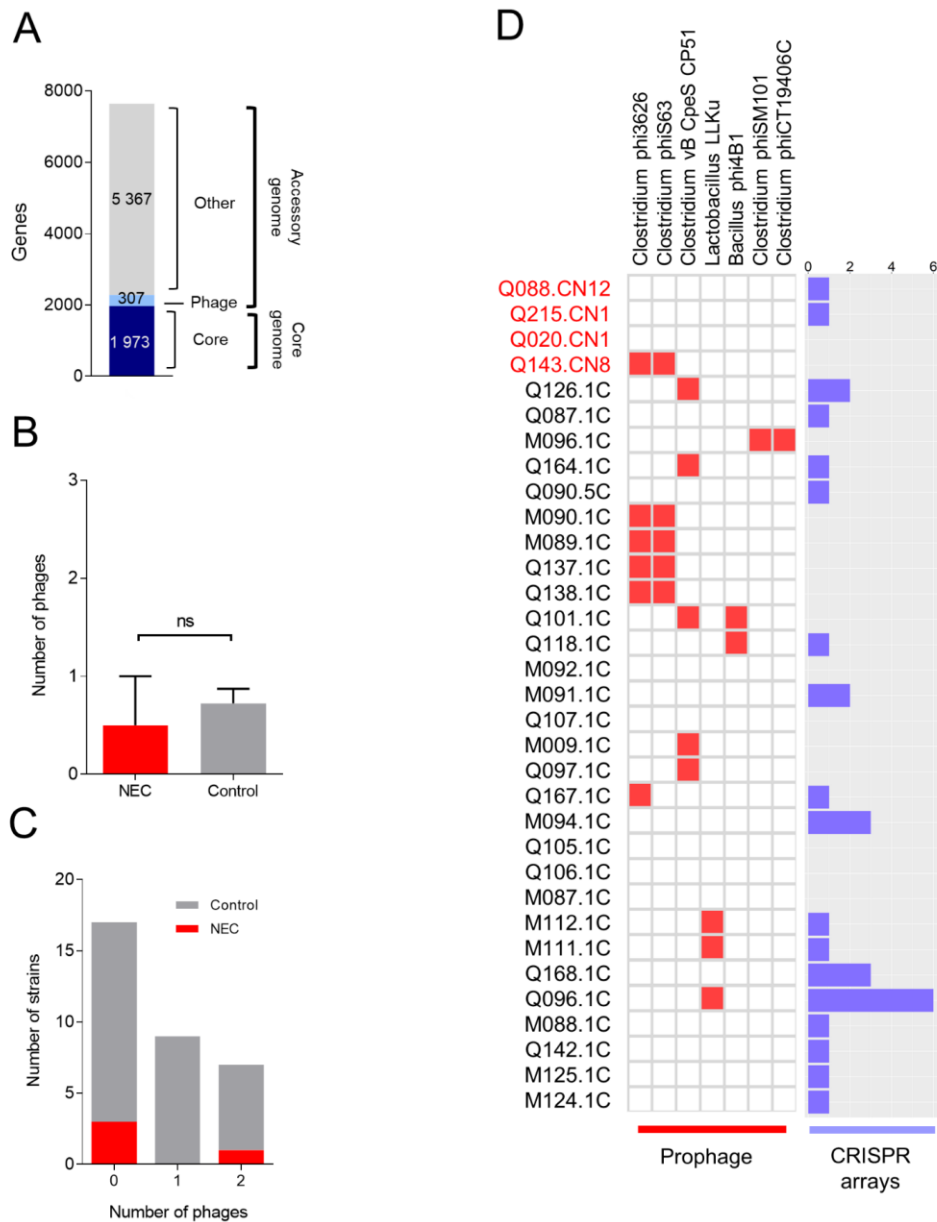 A
Genes
8000
6000
4000
2000
0
5 367
307
1 973
Other
Phage
Core
Accessory
genome
Core
genome
B
Number of phages
3
2
1
0
ns
NEC
Control
C
Number of strains
20
15
10
5
0
Control
NEC
0 1 2
Number of phages
D
Clostridium phi3626
Clostridium phiS63
Clostridium vB CpeS CP51
Lactobacillus LLKu
Bacillus phi4B1
Clostridium phiSM101
Clostridium phiCT19406C
0 2 4 6
Q088.CN12
Q215.CN1
Q020.CN1
Q143.CN8
Q126.1C
Q087.1C
M096.1C
Q164.1C
Q090.5C
M090.1C
M089.1C
Q137.1C
Q138.1C
Q101.1C
Q118.1C
M092.1C
M091.1C
Q107.1C
M009.1C
Q097.1C
Q167.1C
M094.1C
Q105.1C
Q106.1C
M087.1C
M112.1C
M111.1C
Q168.1C
Q096.1C
M088.1C
Q142.1C
M125.1C
M124.1C
Prophage
CRISPR
arrays